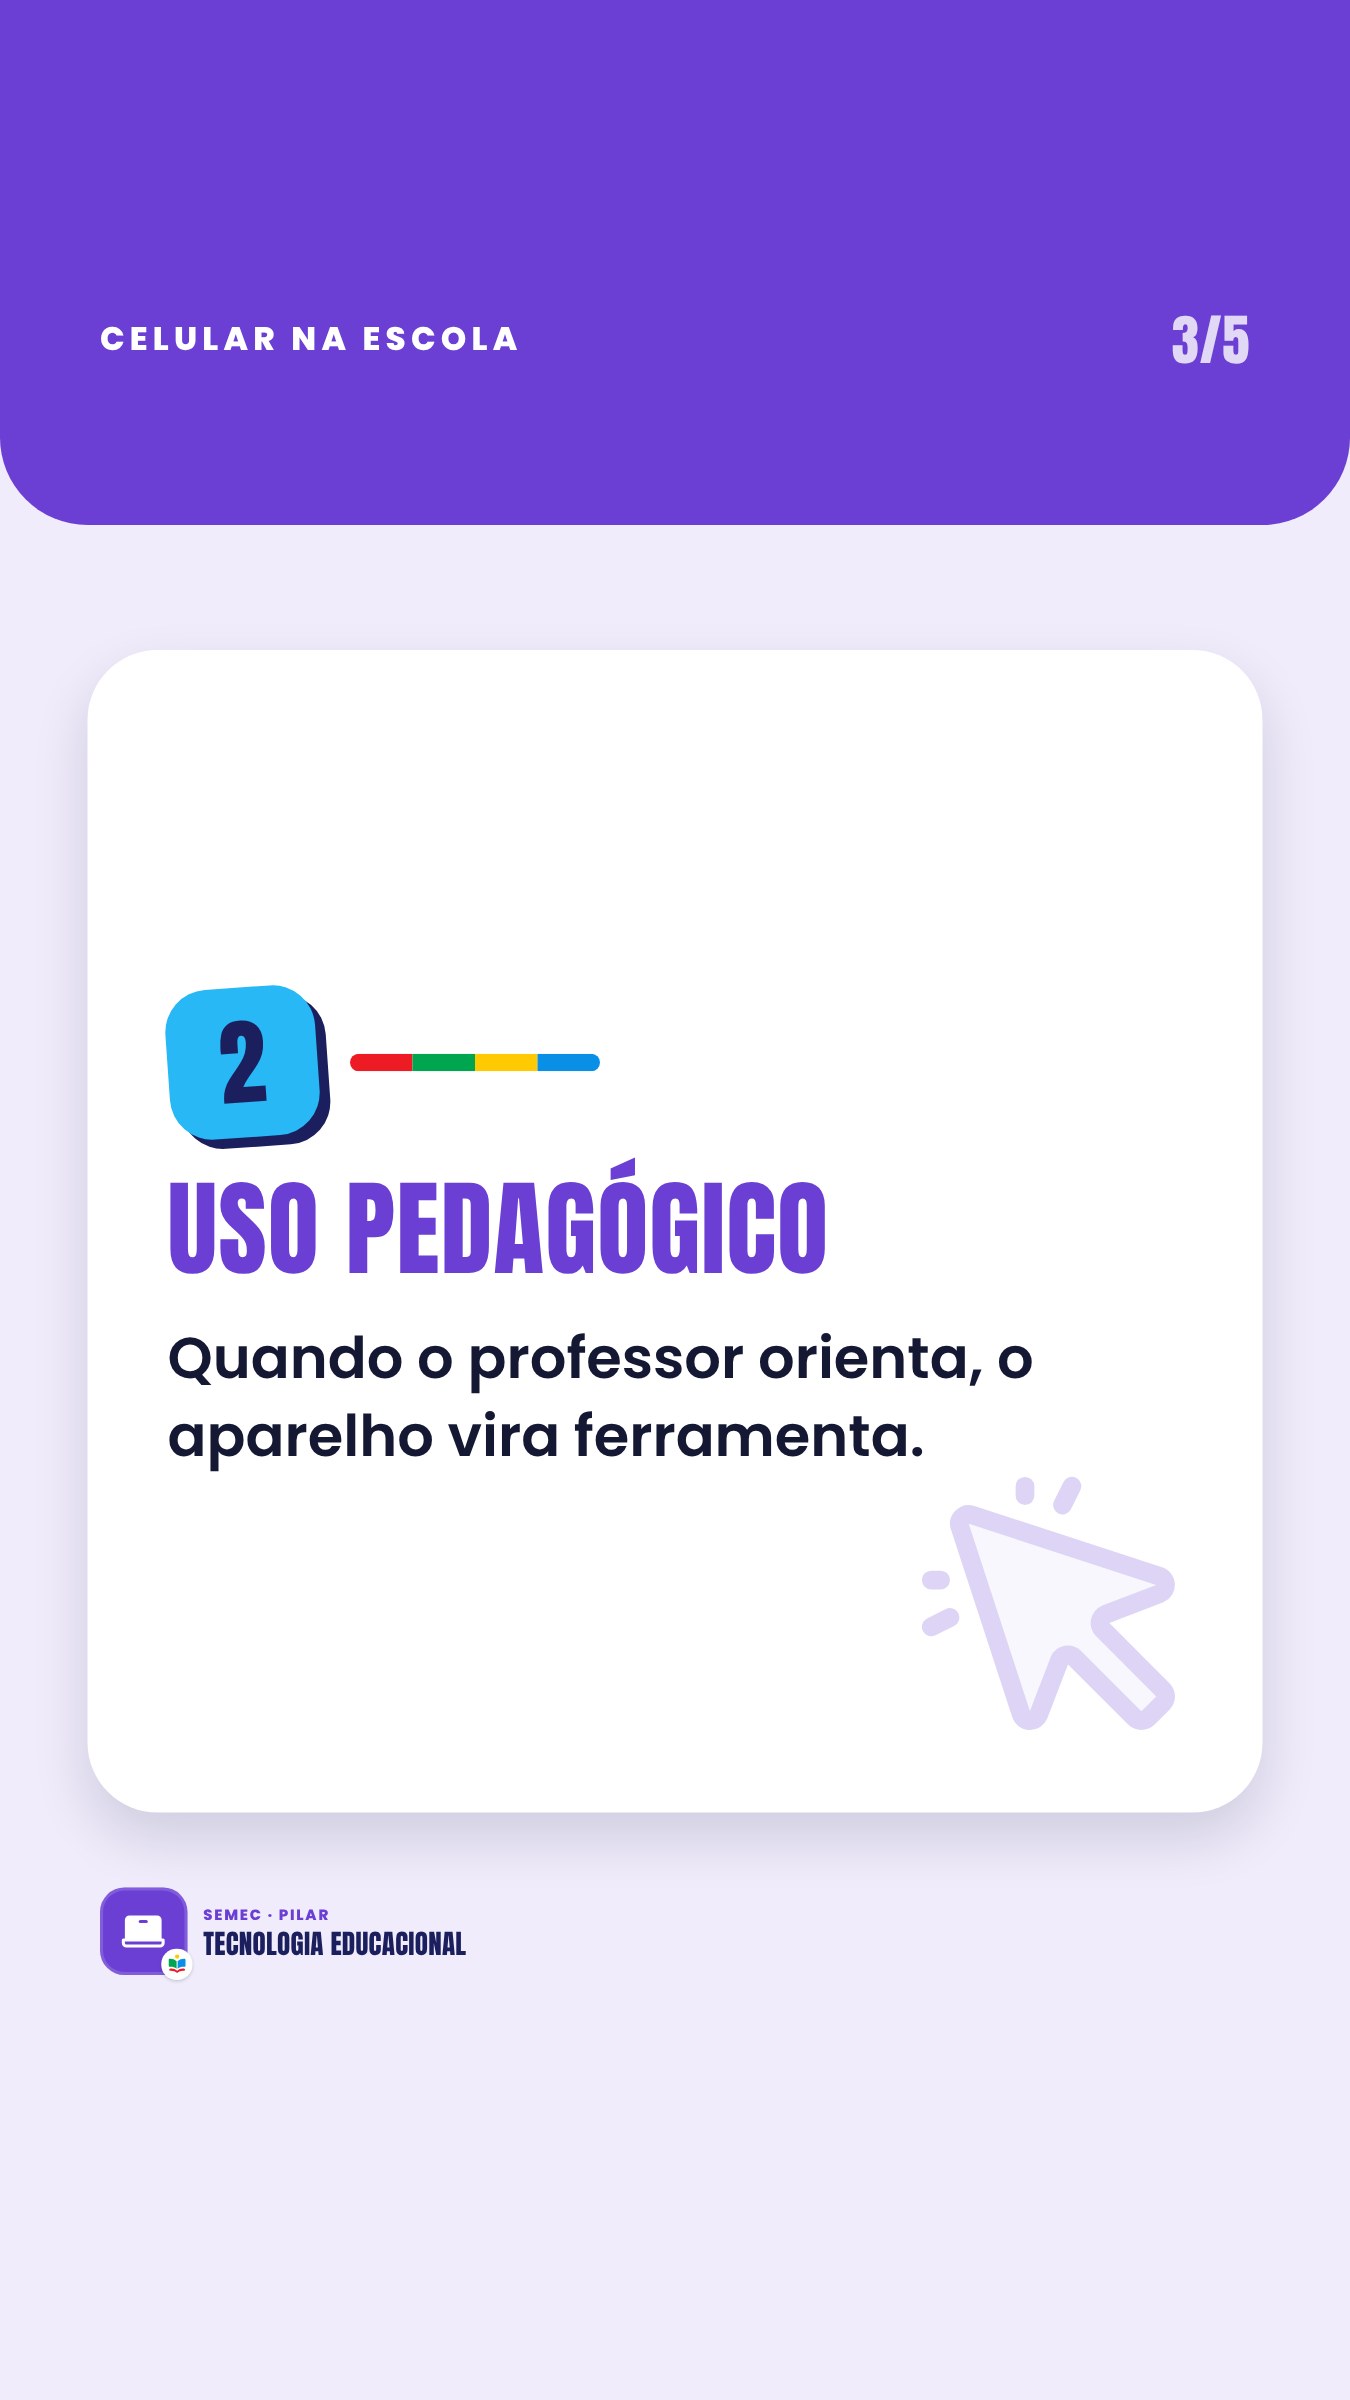 CELULAR NA ESCOLA
3/5
2
USO PEDAGÓGICO
Quando o professor orienta, o
aparelho vira ferramenta.
SEMEC · PILAR
TECNOLOGIA EDUCACIONAL